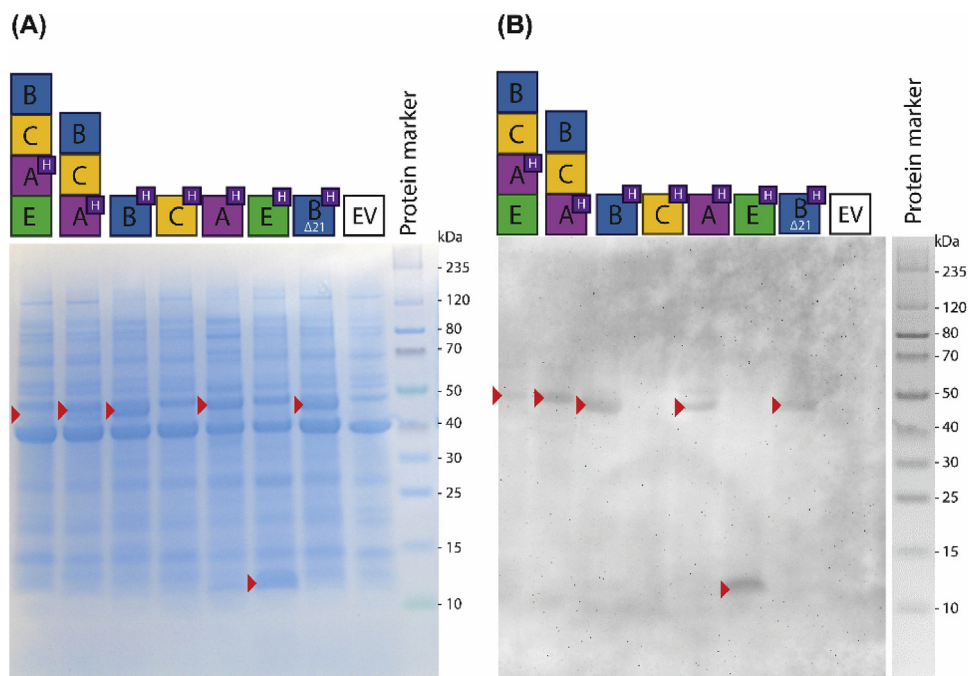 (A)
B
C B
A H C
E A H B H C H A H E H B Δ21 H EV Protein marker
kDa
235
120
80
70
50
40
30
25
15
10
(B)
B
C B
A H C
E A H B H C H A H E H B Δ21 H EV Protein marker
kDa
235
120
80
70
50
40
30
25
15
10